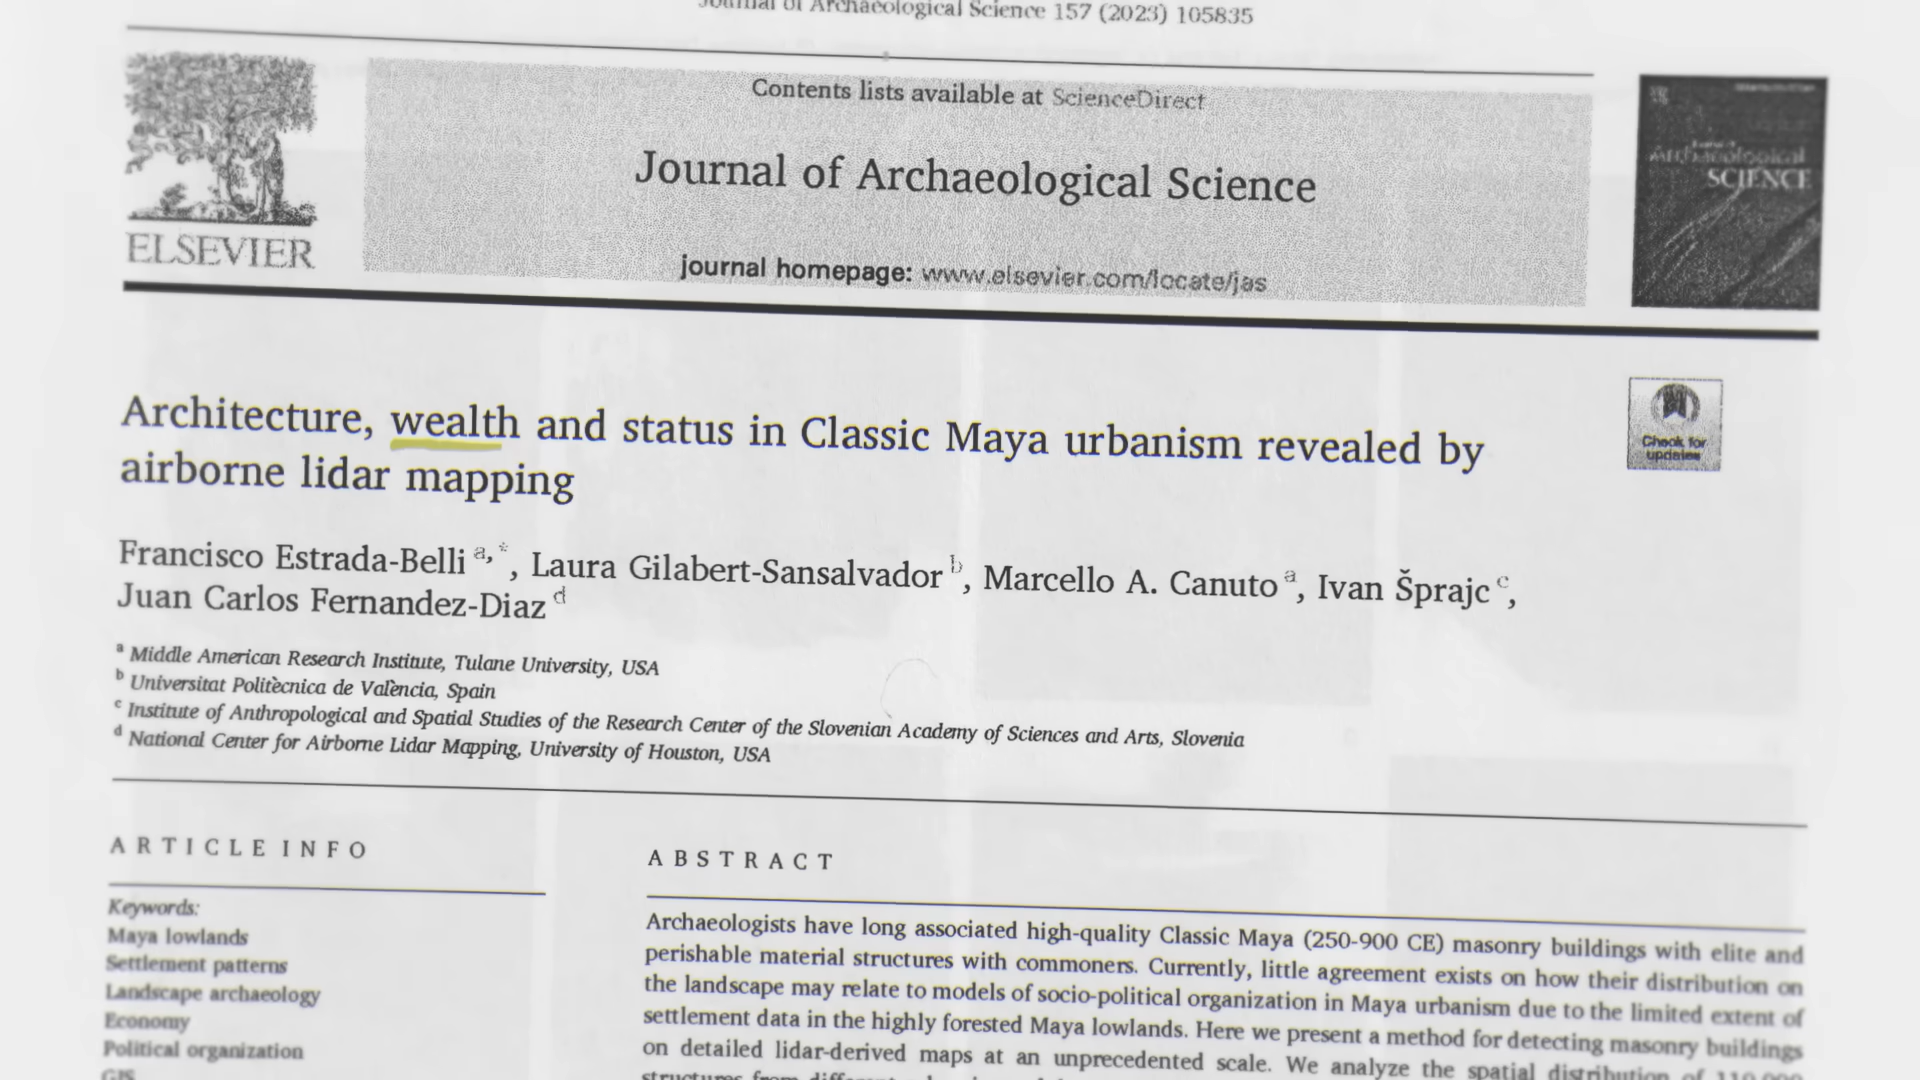 Journal of Archaeological Science 157 (2023) 105835
Contents lists available at ScienceDirect
Journal of Archaeological Science
journal homepage: www.elsevier.com/locate/jas
ELSEVIER
Archaeological
SCIENCE
Architecture, wealth and status in Classic Maya urbanism revealed by
airborne lidar mapping
Check for
updates
Francisco Estrada-Belli a, *, Laura Gilabert-Sansalvador b, Marcello A. Canuto a, Ivan Šprajc c,
Juan Carlos Fernandez-Diaz d
a Middle American Research Institute, Tulane University, USA
b Universitat Politècnica de València, Spain
c Institute of Anthropological and Spatial Studies of the Research Center of the Slovenian Academy of Sciences and Arts, Slovenia
d National Center for Airborne Lidar Mapping, University of Houston, USA
ARTICLE INFO
Keywords:
Maya lowlands
Settlement patterns
Landscape archaeology
Economy
Political organization
GIS
ABSTRACT
Archaeologists have long associated high-quality Classic Maya (250-900 CE) masonry buildings with elite and
perishable material structures with commoners. Currently, little agreement exists on how their distribution on
the landscape may relate to models of socio-political organization in Maya urbanism due to the limited extent of
settlement data in the highly forested Maya lowlands. Here we present a method for detecting masonry buildings
on detailed lidar-derived maps at an unprecedented scale. We analyze the spatial distribution of
structures from